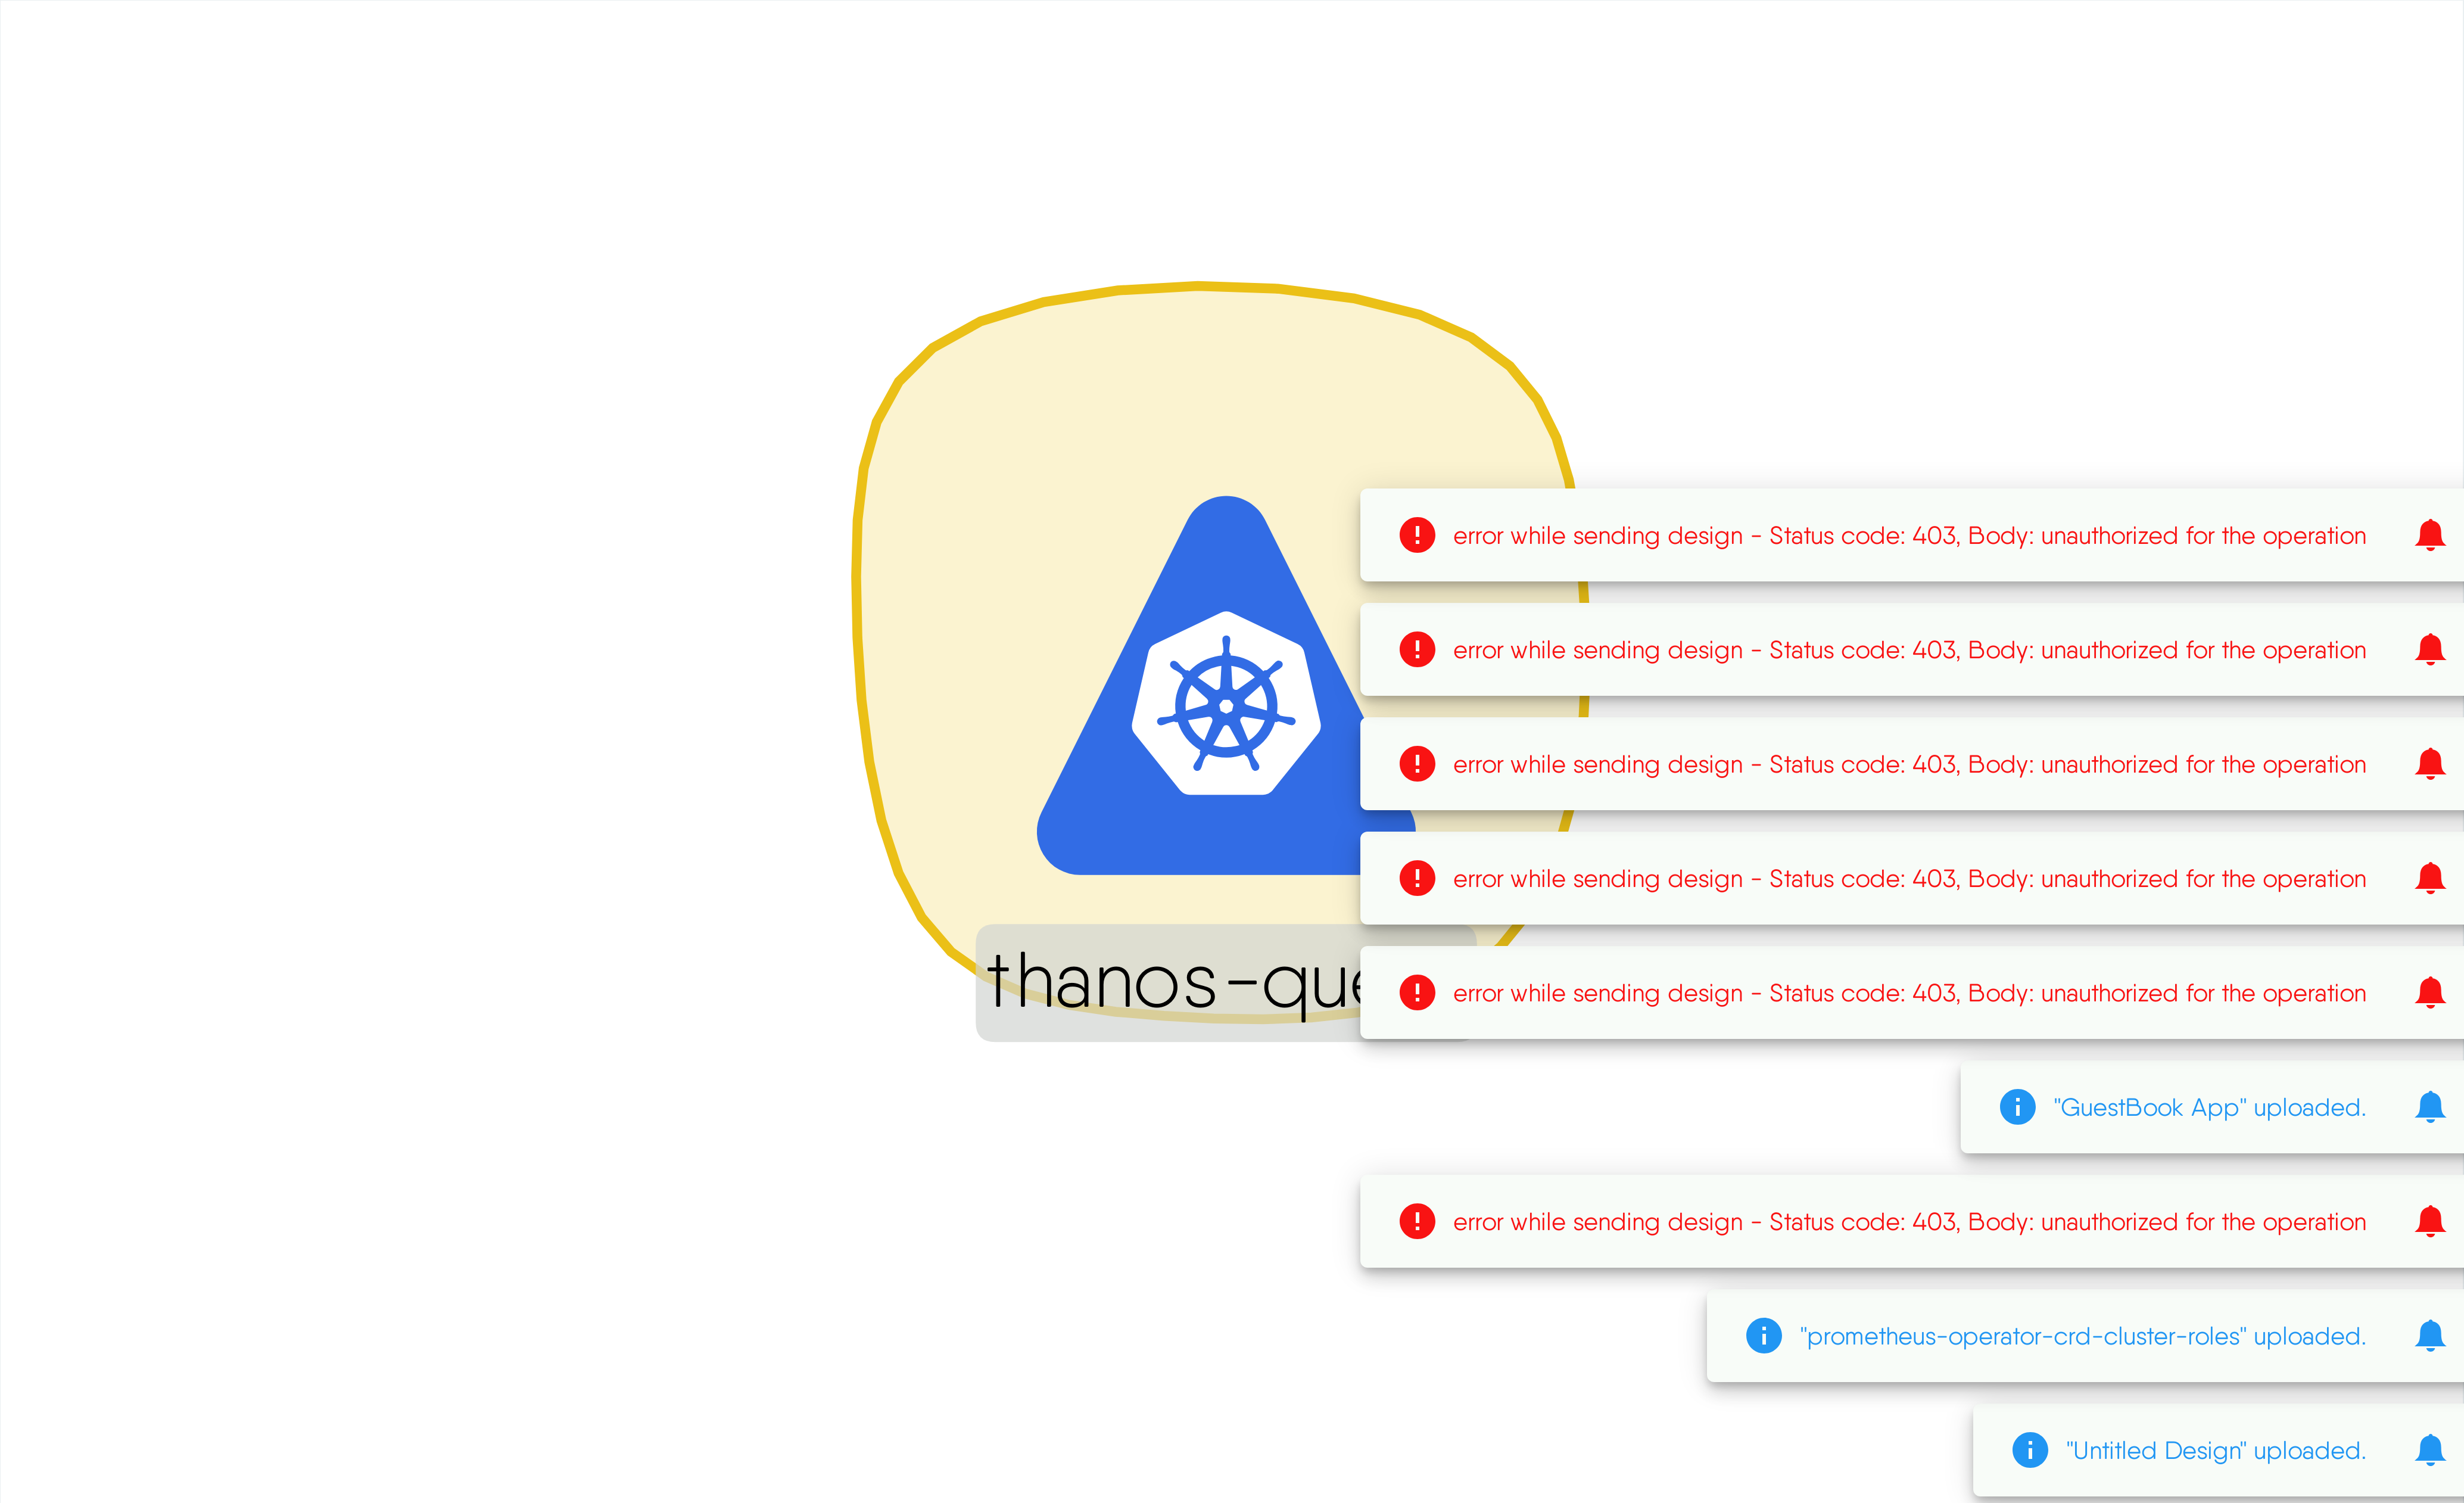 error while sending design - Status code: 403, Body: unauthorized for the operation
error while sending design - Status code: 403, Body: unauthorized for the operation
error while sending design - Status code: 403, Body: unauthorized for the operation
error while sending design - Status code: 403, Body: unauthorized for the operation
thanos-que
error while sending design - Status code: 403, Body: unauthorized for the operation
"GuestBook App" uploaded.
error while sending design - Status code: 403, Body: unauthorized for the operation
"prometheus-operator-crd-cluster-roles" uploaded.
"Untitled Design" uploaded.